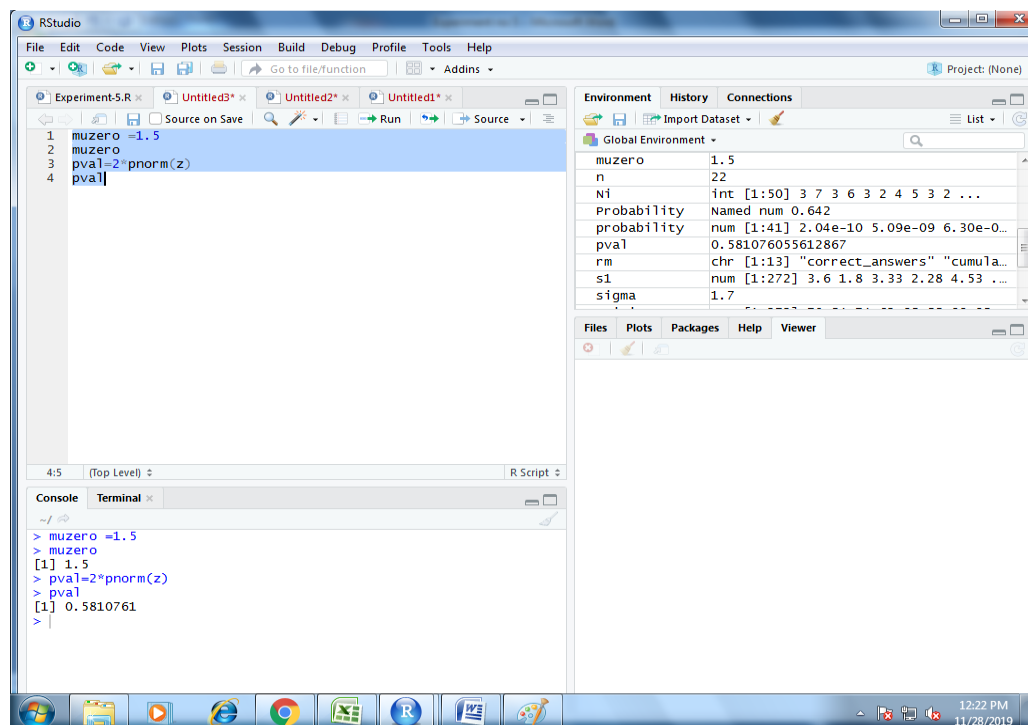 RStudio
File Edit Code View Plots Session Build Debug Profile Tools Help
Go to file/function Addins Project: (None)
Experiment-5.R Untitled3* Untitled2* Untitled1*
Source on Save Run Source
1 muzero =1.5
2 muzero
3 pval=2*pnorm(z)
4 pval
4:5 (Top Level) R Script
Console Terminal
~/
> muzero =1.5
> muzero
[1] 1.5
> pval=2*pnorm(z)
> pval
[1] 0.5810761
>
Environment History Connections
Import Dataset List
Global Environment
muzero 1.5
n 22
Ni int [1:50] 3 7 3 6 3 2 4 5 3 2 ...
Probability Named num 0.642
probability num [1:41] 2.04e-10 5.09e-09 6.30e-0…
pval 0.581076055612867
rm chr [1:13] "correct_answers" "cumula…
s1 num [1:272] 3.6 1.8 3.33 2.28 4.53 .…
sigma 1.7
Files Plots Packages Help Viewer
12:22 PM
11/28/2019